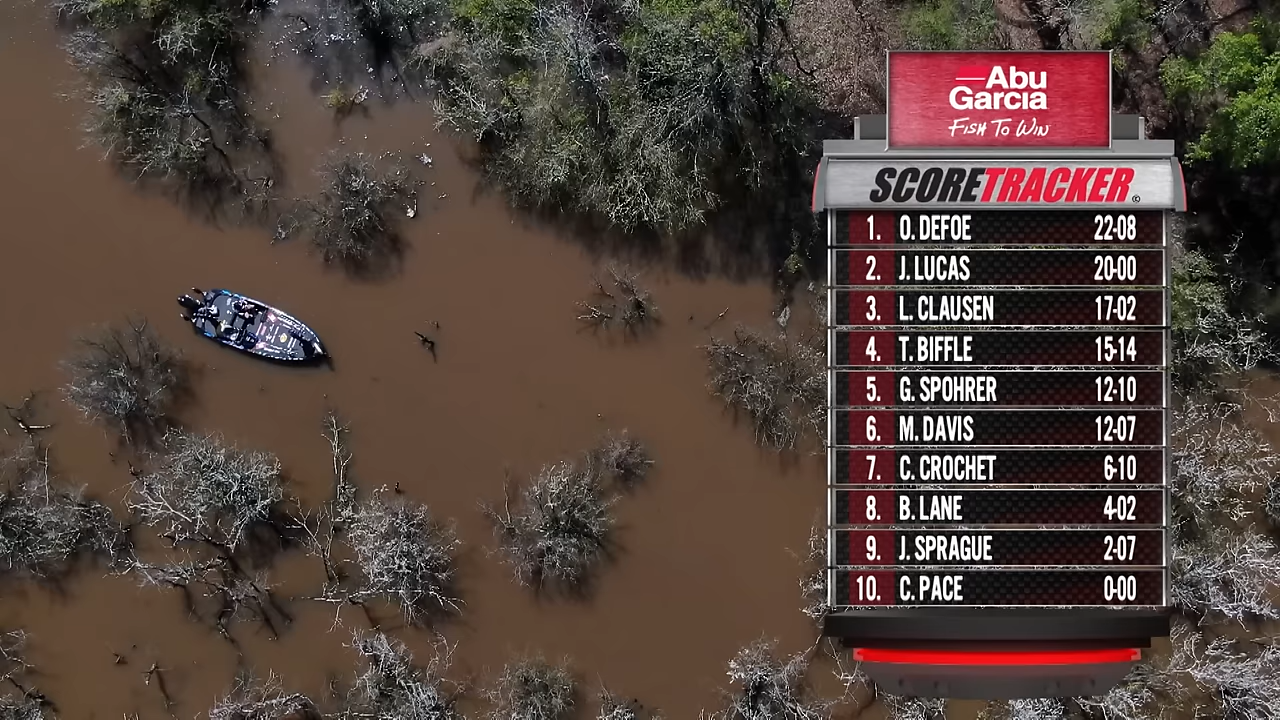 Abu
Garcia
FISH TO WIN
SCORETRACKER©
1. O. DEFOE 22-08
2. J. LUCAS 20-00
3. L. CLAUSEN 17-02
4. T. BIFFLE 15-14
5. G. SPOHRER 12-10
6. M. DAVIS 12-07
7. C. CROCHET 6-10
8. B. LANE 4-02
9. J. SPRAGUE 2-07
10. C. PACE 0-00